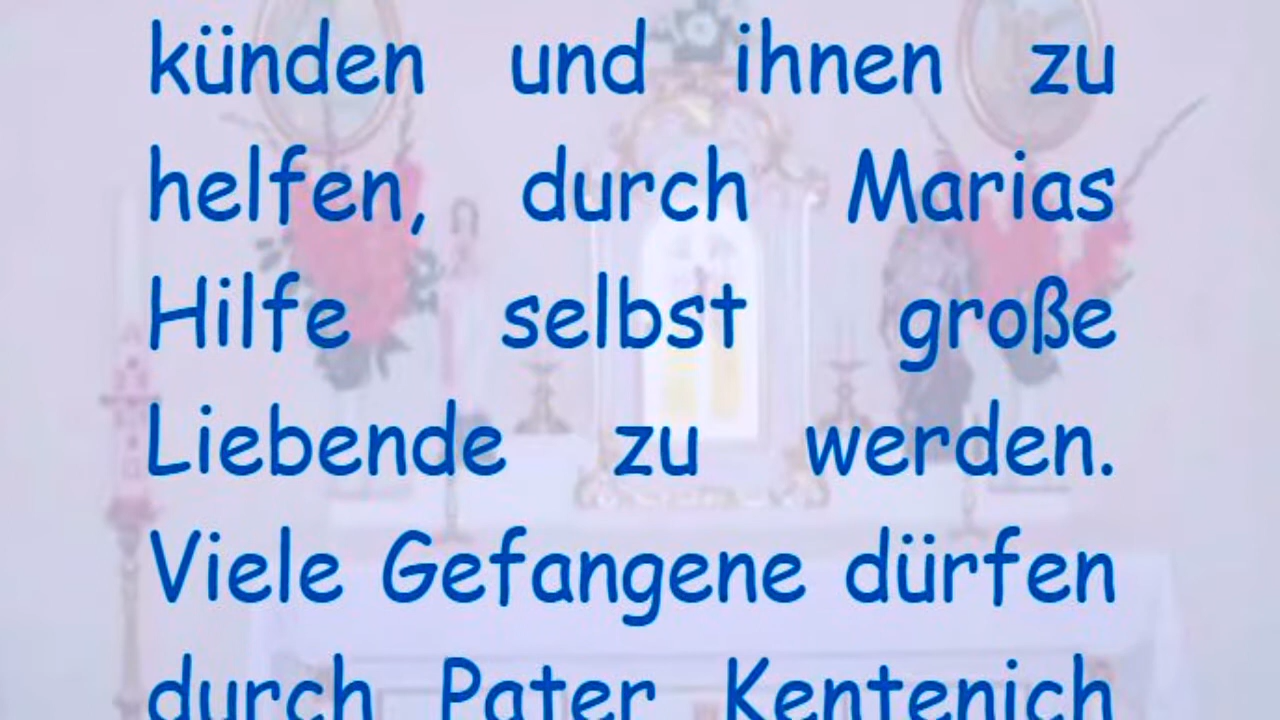 künden und ihnen zu
helfen, durch Marias
Hilfe selbst große
Liebende zu werden.
Viele Gefangene dürfen
durch Pater Kentenich